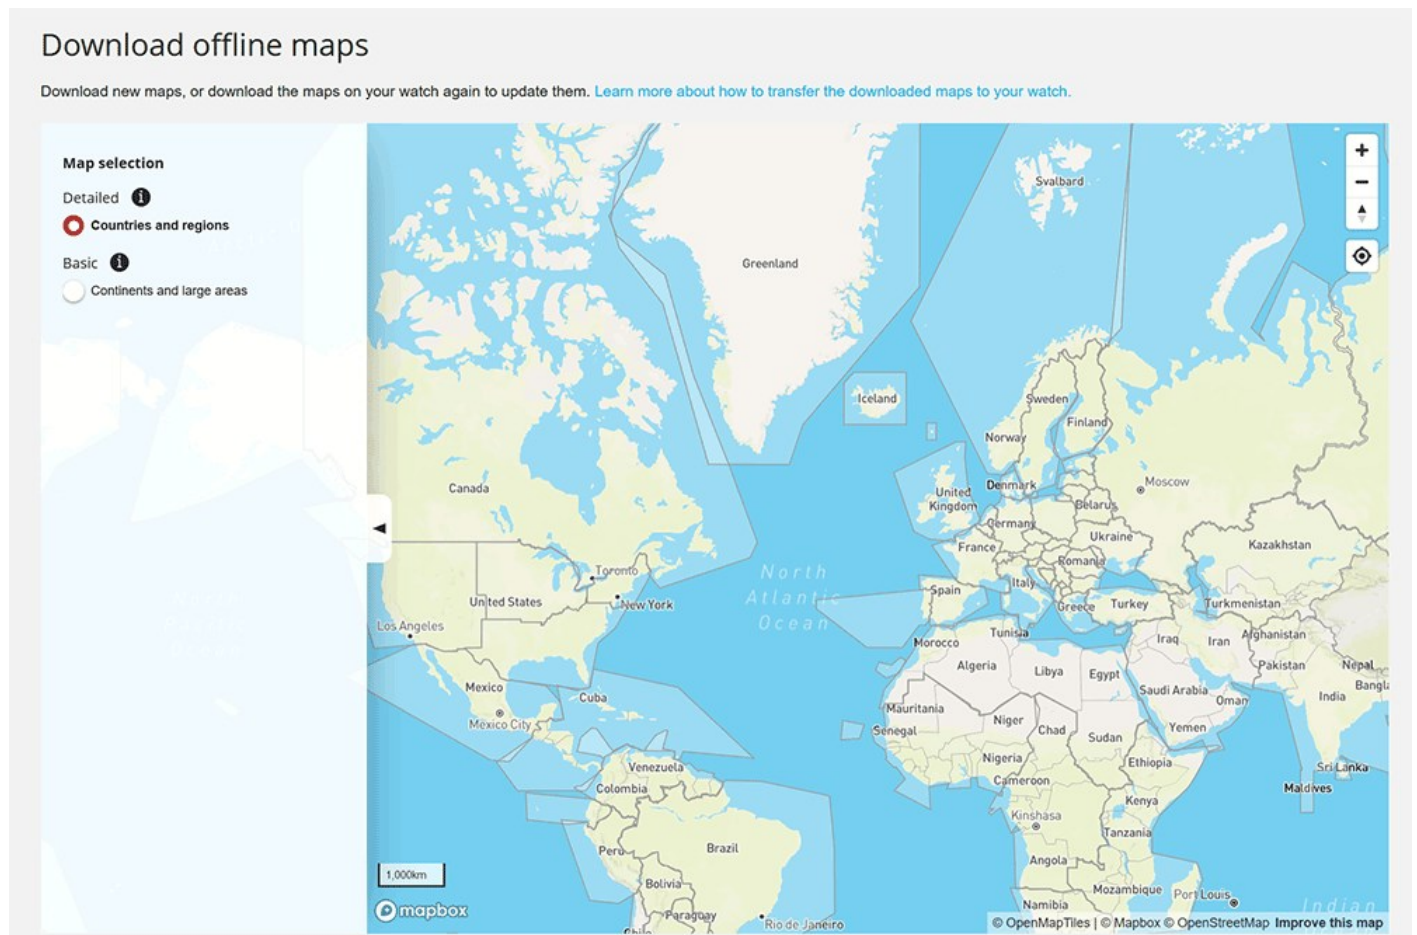 Download offline maps
Download new maps, or download the maps on your watch again to update them. Learn more about how to transfer the downloaded maps to your watch.
Map selection
Detailed
Countries and regions
Basic
Continents and large areas
Svalbard
Greenland
Iceland
Sweden
Finland
Norway
Canada
United
Kingdom
Denmark
Moscow
Belarus
Germany
Ukraine
France
Kazakhstan
Romania
Toronto
North
Atlantic
Ocean
Italy
Spain
United States
New York
Greece
Turkey
Turkmenistan
Los Angeles
Morocco
Tunisia
Iraq
Iran
Afghanistan
Algeria
Libya
Egypt
Pakistan
Nepal
Mexico
Cuba
Saudi Arabia
Oman
India
Bangla
Mauritania
Mexico City
Niger
Chad
Sudan
Yemen
Senegal
Nigeria
Ethiopia
Venezuela
Cameroon
Sri Lanka
Colombia
Maldives
Kenya
Kinshasa
Tanzania
Peru
Brazil
Angola
1,000km
Bolivia
Mozambique
Port Louis
Namibia
Indian
mapbox
Paraguay
Rio de Janeiro
Chile
© OpenMapTiles | © Mapbox © OpenStreetMap Improve this map